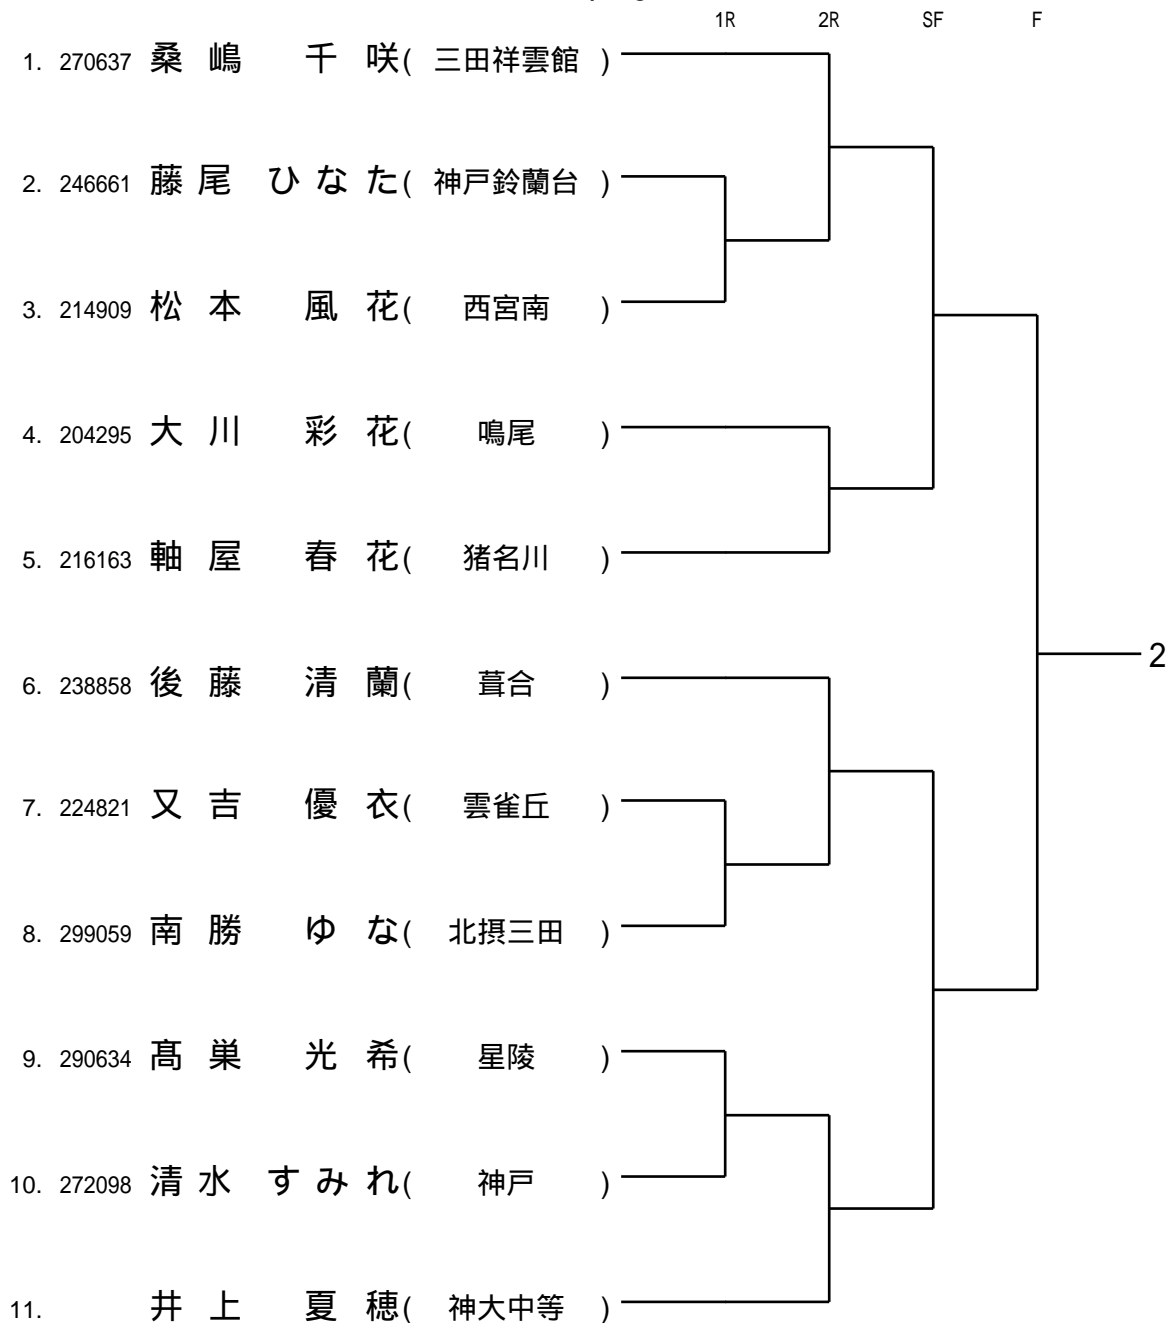 1R 2R SF F
1. 270637 桑嶋 千咲( 三田祥雲館 )
2. 246661 藤尾 ひなた( 神戸鈴蘭台 )
3. 214909 松本 風花( 西宮南 )
4. 204295 大川 彩花( 鳴尾 )
5. 216163 軸屋 春花( 猪名川 )
2
6. 238858 後藤 清蘭( 葺合 )
7. 224821 又吉 優衣( 雲雀丘 )
8. 299059 南勝 ゆな( 北摂三田 )
9. 290634 髙巣 光希( 星陵 )
10. 272098 清水 すみれ( 神戸 )
11. 井上 夏穂( 神大中等 )